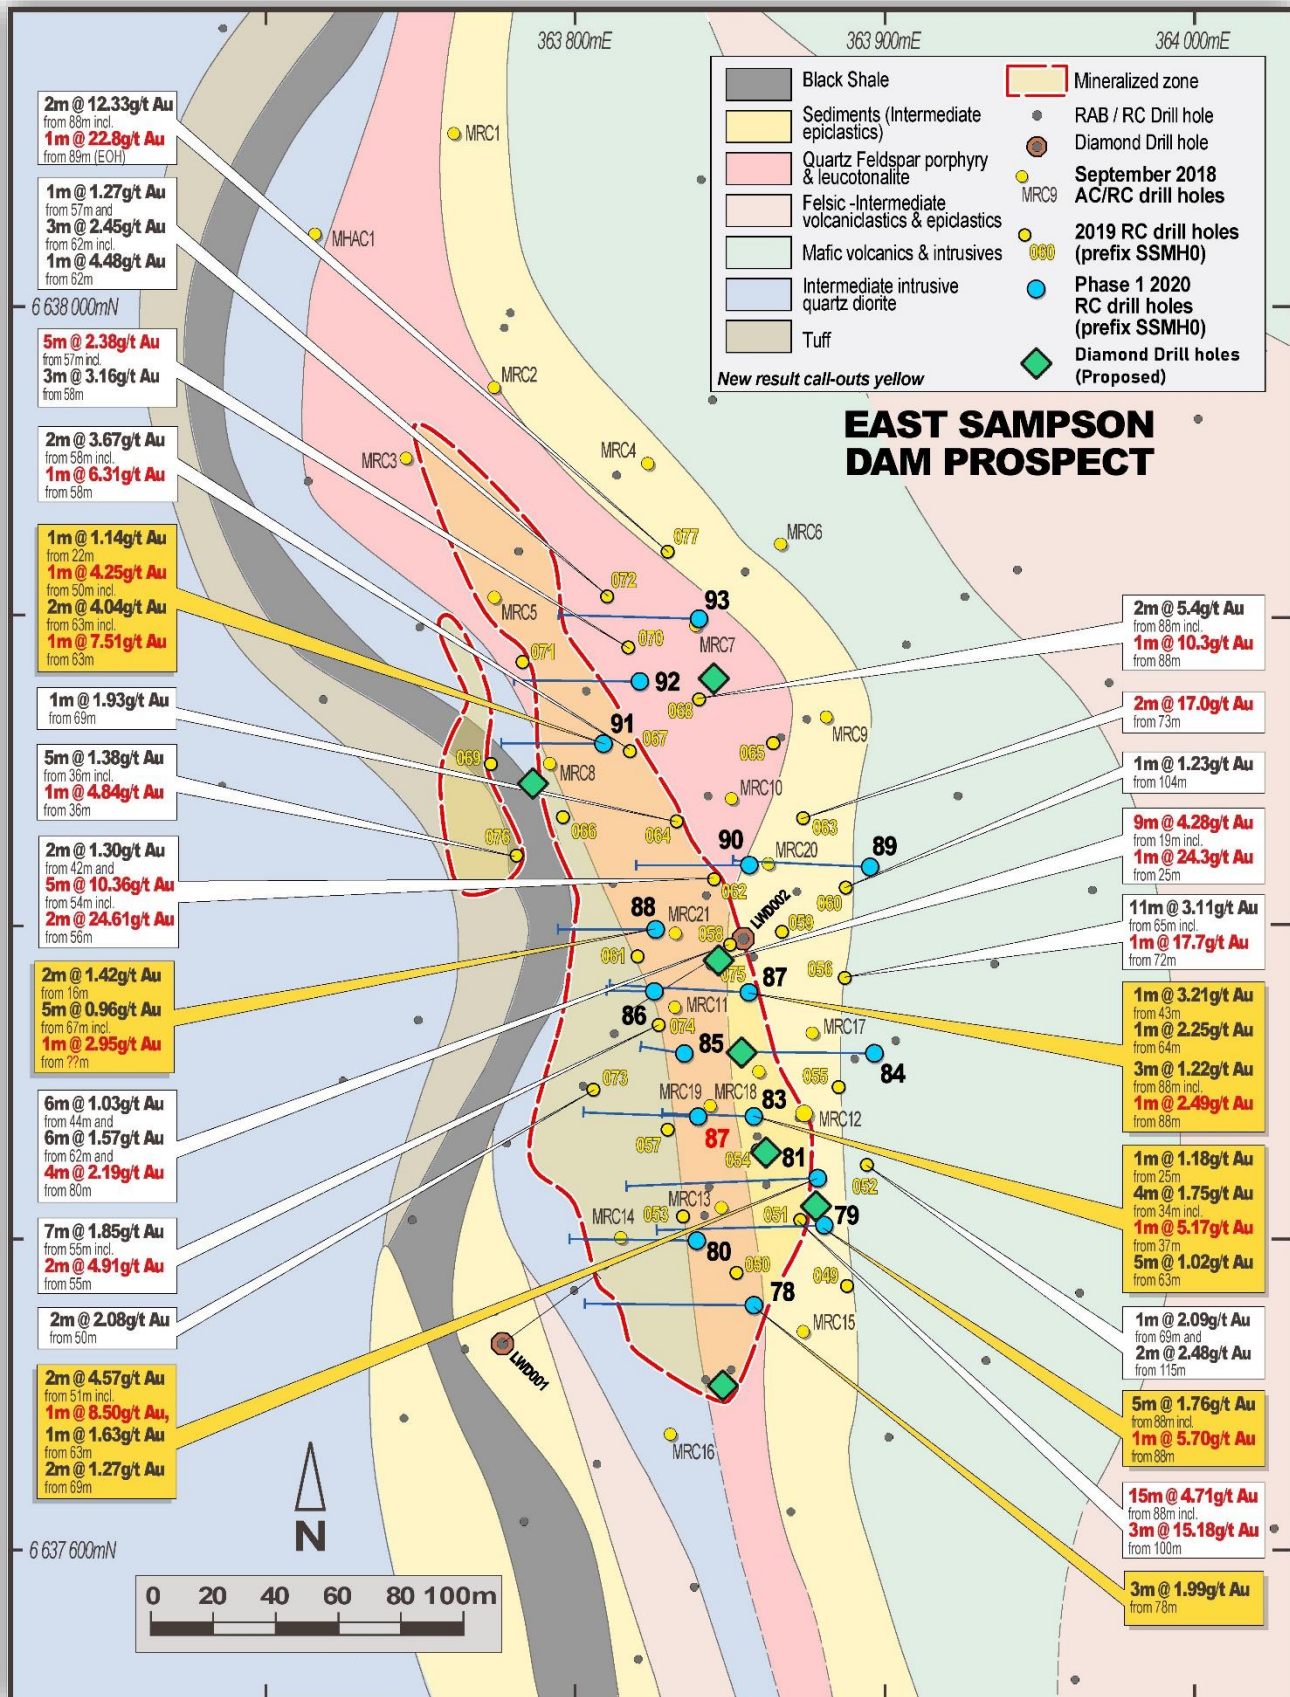 363 800mE
363 900mE
364 000mE
Black Shale
Sediments (Intermediate
epiclastics)
Quartz Feldspar porphyry
& leucotonalite
Felsic -Intermediate
volcaniclastics & epiclastics
Mafic volcanics & intrusives
Intermediate intrusive
quartz diorite
Tuff
New result call-outs yellow
Mineralized zone
RAB / RC Drill hole
Diamond Drill hole
September 2018
MRC9
AC/RC drill holes
2019 RC drill holes
060
(prefix SSMH0)
Phase 1 2020
RC drill holes
(prefix SSMH0)
Diamond Drill holes
(Proposed)
EAST SAMPSON
DAM PROSPECT
6 638 000mN
6 637 600mN
2m @ 12.33g/t Au
from 88m incl.
1m @ 22.8g/t Au
from 89m (EOH)
1m @ 1.27g/t Au
from 57m and
3m @ 2.45g/t Au
from 62m incl.
1m @ 4.48g/t Au
from 62m
5m @ 2.38g/t Au
from 57m incl.
3m @ 3.16g/t Au
from 58m
2m @ 3.67g/t Au
from 58m incl.
1m @ 6.31g/t Au
from 58m
1m @ 1.14g/t Au
from 22m
1m @ 4.25g/t Au
from 50m incl.
2m @ 4.04g/t Au
from 63m incl.
1m @ 7.51g/t Au
from 63m
1m @ 1.93g/t Au
from 69m
5m @ 1.38g/t Au
from 36m incl.
1m @ 4.84g/t Au
from 36m
2m @ 1.30g/t Au
from 42m and
5m @ 10.36g/t Au
from 54m incl.
2m @ 24.61g/t Au
from 56m
2m @ 1.42g/t Au
from 16m
5m @ 0.96g/t Au
from 67m incl.
1m @ 2.95g/t Au
from ??m
6m @ 1.03g/t Au
from 44m and
6m @ 1.57g/t Au
from 62m and
4m @ 2.19g/t Au
from 80m
7m @ 1.85g/t Au
from 55m incl.
2m @ 4.91g/t Au
from 55m
2m @ 2.08g/t Au
from 50m
2m @ 4.57g/t Au
from 51m incl.
1m @ 8.50g/t Au,
1m @ 1.63g/t Au
from 63m
2m @ 1.27g/t Au
from 69m
2m @ 5.4g/t Au
from 88m incl.
1m @ 10.3g/t Au
from 88m
2m @ 17.0g/t Au
from 73m
1m @ 1.23g/t Au
from 104m
9m @ 4.28g/t Au
from 19m incl.
1m @ 24.3g/t Au
from 25m
11m @ 3.11g/t Au
from 65m incl.
1m @ 17.7g/t Au
from 72m
1m @ 3.21g/t Au
from 43m
1m @ 2.25g/t Au
from 64m
3m @ 1.22g/t Au
from 88m incl.
1m @ 2.49g/t Au
from 88m
1m @ 1.18g/t Au
from 25m
4m @ 1.75g/t Au
from 34m incl.
1m @ 5.17g/t Au
from 37m
5m @ 1.02g/t Au
from 63m
1m @ 2.09g/t Au
from 69m and
2m @ 2.48g/t Au
from 115m
5m @ 1.76g/t Au
from 88m incl.
1m @ 5.70g/t Au
from 88m
15m @ 4.71g/t Au
from 88m incl.
3m @ 15.18g/t Au
from 100m
3m @ 1.99g/t Au
from 78m
MRC1
MHAC1
MRC2
MRC3
MRC4
077
MRC6
072
MRC5
93
070
MRC7
071
92
068
91
067
MRC9
065
069
MRC8
MRC10
066
064
063
076
90
MRC20
89
062
060
88
MRC21
LWD002
058
059
061
075
056
87
86
MRC11
074
MRC17
85
84
073
055
MRC19
MRC18
83
MRC12
057
87
054
81
052
MRC13
053
051
79
MRC14
80
050
049
78
MRC15
LWD001
MRC16
N
0 20 40 60 80 100m